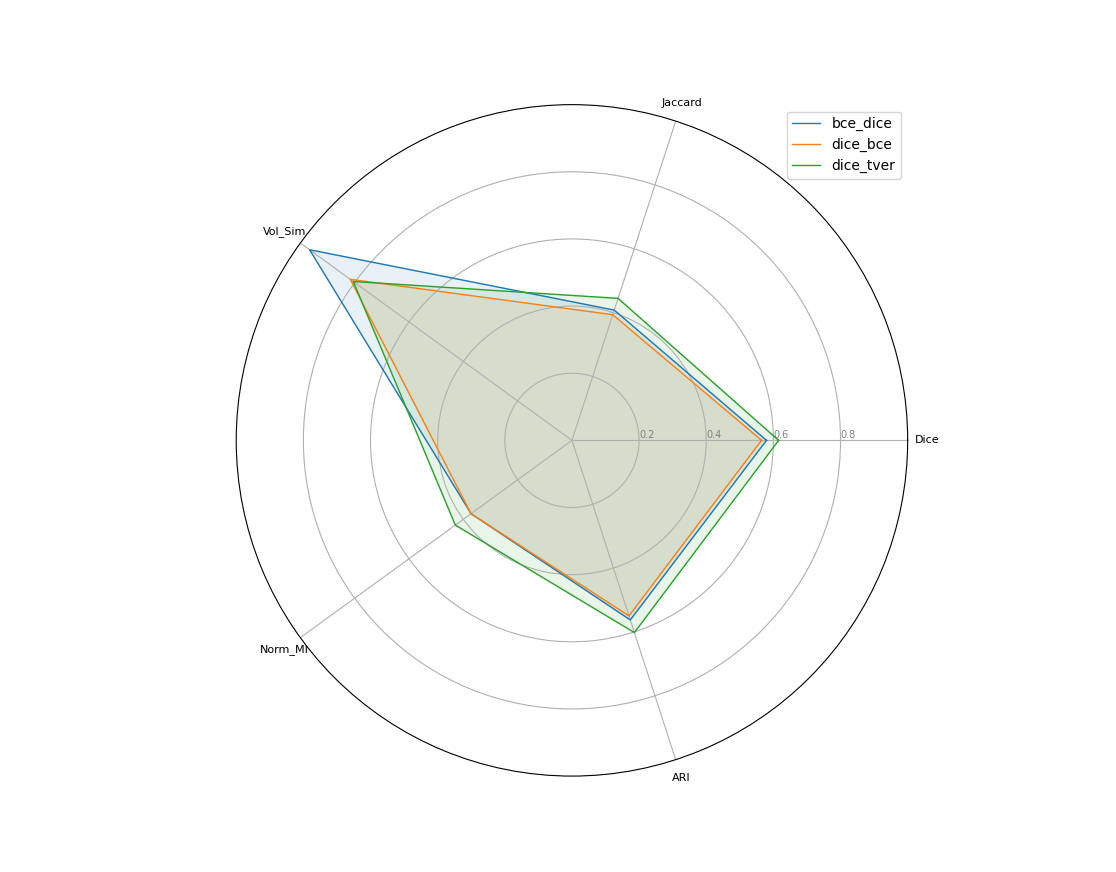 Jaccard
bce_dice
dice_bce
dice_tver
Vol_Sim
0.2
0.4
0.6
0.8
Dice
Norm_MI
ARI